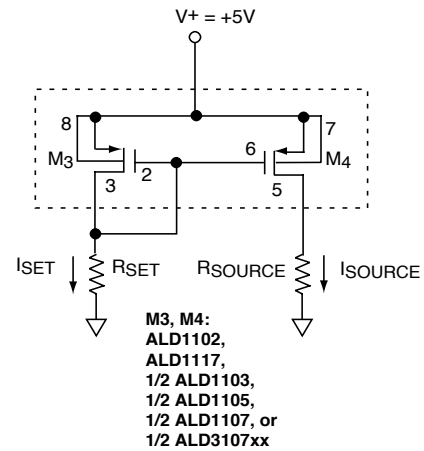 V+ = +5V
8
7
M3
6
M4
2
3
5
ISET
RSET
RSOURCE
ISOURCE
M3, M4:
ALD1102,
ALD1117,
1/2 ALD1103,
1/2 ALD1105,
1/2 ALD1107, or
1/2 ALD3107xx